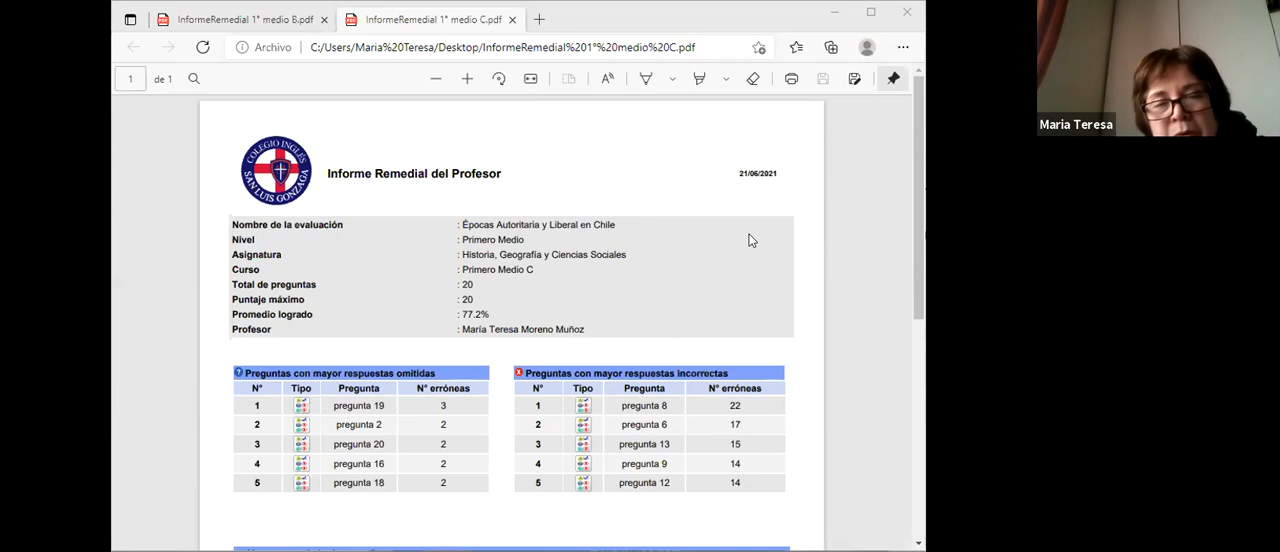 InformeRemedial 1° medio B.pdf
InformeRemedial 1° medio C.pdf
Archivo C:/Users/Maria%20Teresa/Desktop/InformeRemedial%201°%20medio%20C.pdf
1 de 1
COLEGIO INGLÉS
SAN LUIS GONZAGA
Informe Remedial del Profesor
21/06/2021
Nombre de la evaluación : Épocas Autoritaria y Liberal en Chile
Nivel : Primero Medio
Asignatura : Historia, Geografía y Ciencias Sociales
Curso : Primero Medio C
Total de preguntas : 20
Puntaje máximo : 20
Promedio logrado : 77.2%
Profesor : María Teresa Moreno Muñoz
Preguntas con mayor respuestas omitidas
N° Tipo Pregunta N° erróneas
1 pregunta 19 3
2 pregunta 2 2
3 pregunta 20 2
4 pregunta 16 2
5 pregunta 18 2
Preguntas con mayor respuestas incorrectas
N° Tipo Pregunta N° erróneas
1 pregunta 8 22
2 pregunta 6 17
3 pregunta 13 15
4 pregunta 9 14
5 pregunta 12 14
Maria Teresa